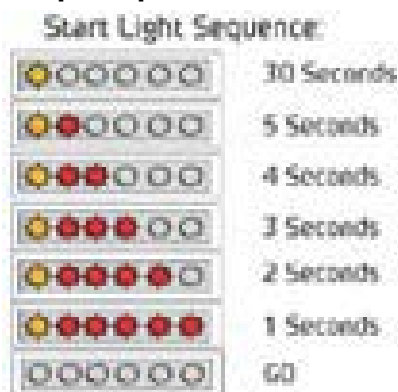 Start Light Sequence:
30 Seconds
5 Seconds
4 Seconds
3 Seconds
2 Seconds
1 Seconds
GO